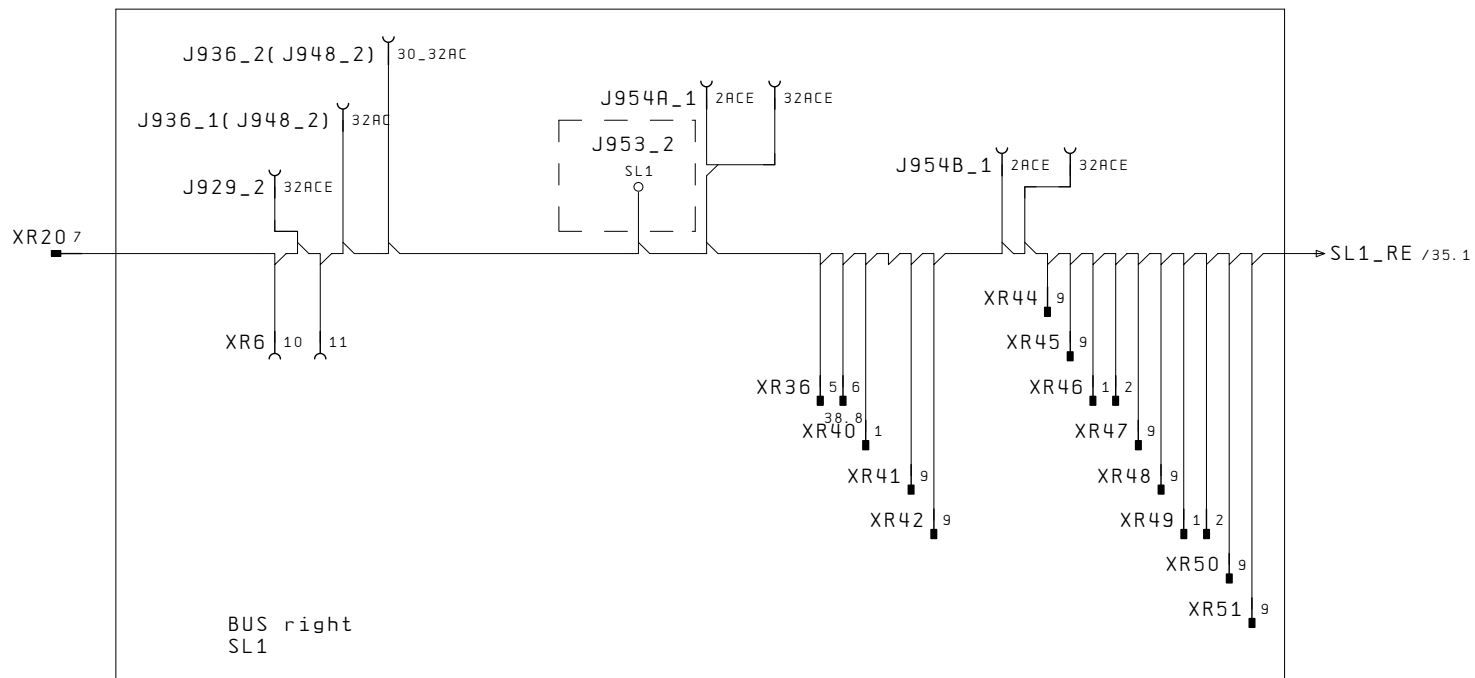 J936_2( J948_2) 30_32AC
J954A_1 2ACE 32ACE
J936_1( J948_2) 32AC
J953_2
SL1
J954B_1 2ACE 32ACE
J929_2 32ACE
XR20 7
SL1_RE /35.1
XR44 9
XR6 10 11
XR45 9
XR36 5 6
XR46 1 2
38.8
XR40 1
XR47 9
XR41 9
XR48 9
XR42 9
XR49 1 2
XR50 9
XR51 9
BUS right
SL1